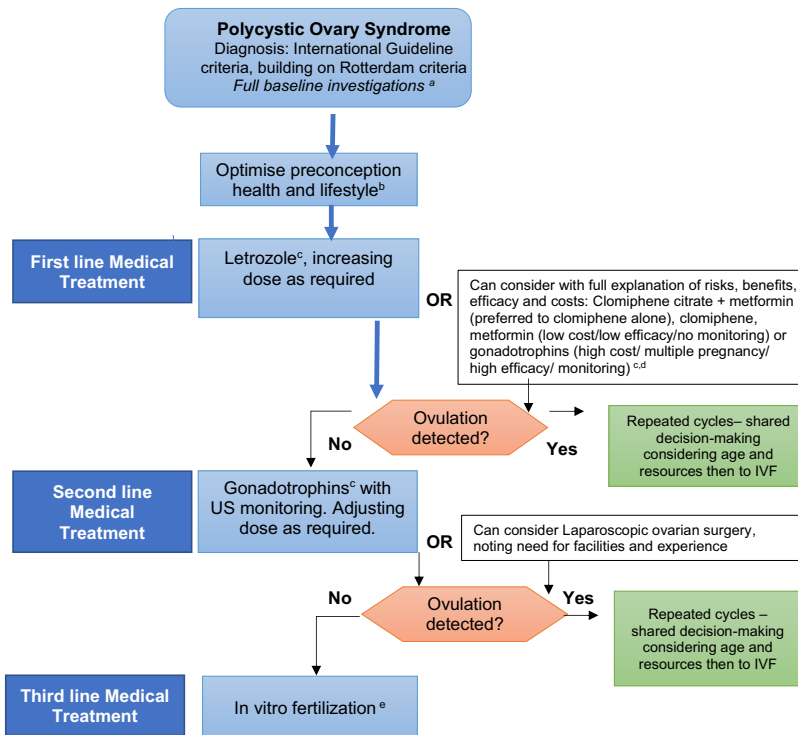 Polycystic Ovary Syndrome
Diagnosis: International Guideline
criteria, building on Rotterdam criteria
Full baseline investigations a
Optimise preconception
health and lifestyleb
First line Medical
Treatment
Letrozolec, increasing
dose as required
OR
Can consider with full explanation of risks, benefits,
efficacy and costs: Clomiphene citrate + metformin
(preferred to clomiphene alone), clomiphene,
metformin (low cost/low efficacy/no monitoring) or
gonadotrophins (high cost/ multiple pregnancy/
high efficacy/ monitoring) c,d
Ovulation
detected?
No
Yes
Repeated cycles– shared
decision-making
considering age and
resources then to IVF
Second line
Medical
Treatment
Gonadotrophinsc with
US monitoring. Adjusting
dose as required.
OR
Can consider Laparoscopic ovarian surgery,
noting need for facilities and experience
No
Ovulation
detected?
Yes
Repeated cycles –
shared decision-making
considering age and
resources then to IVF
Third line Medical
Treatment
In vitro fertilization e